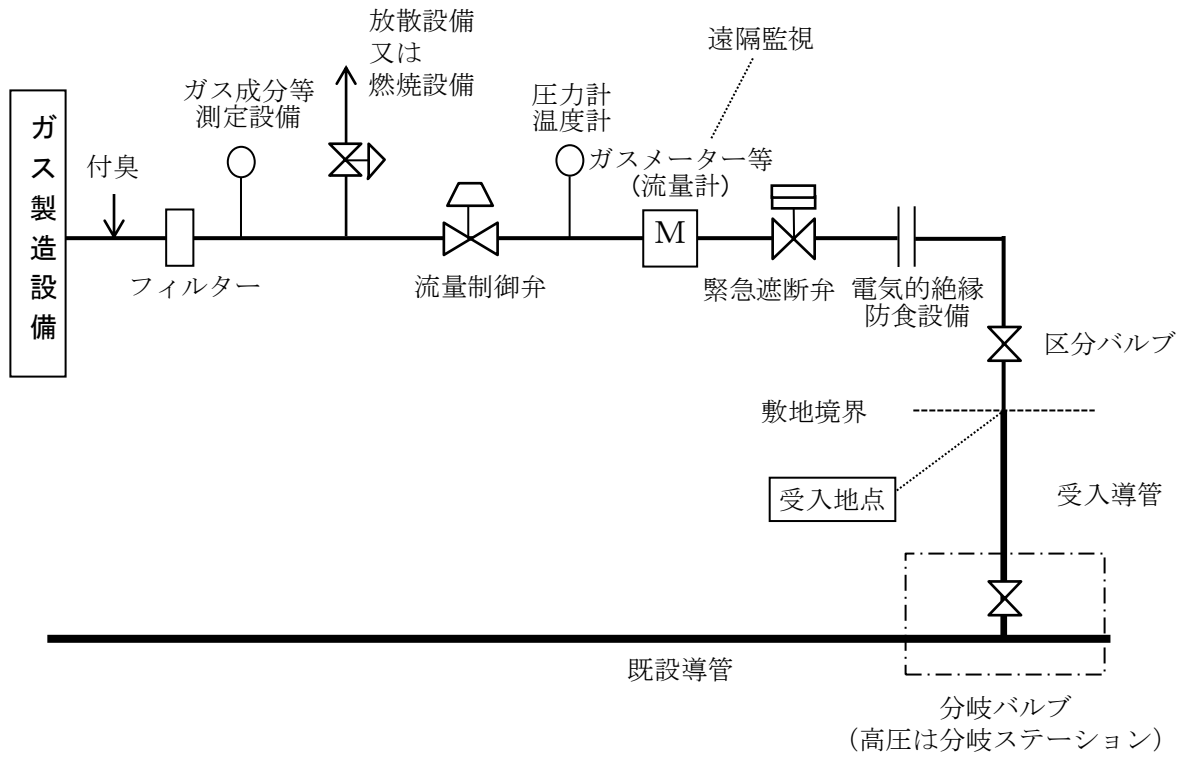 放散設備
又は
燃焼設備
遠隔監視
ガス成分等
測定設備
圧力計
温度計
ガス製造設備
付臭
ガスメーター等
(流量計)
M
フィルター
流量制御弁
緊急遮断弁
電気的絶縁
防食設備
区分バルブ
敷地境界
受入地点
受入導管
既設導管
分岐バルブ
(高圧は分岐ステーション)